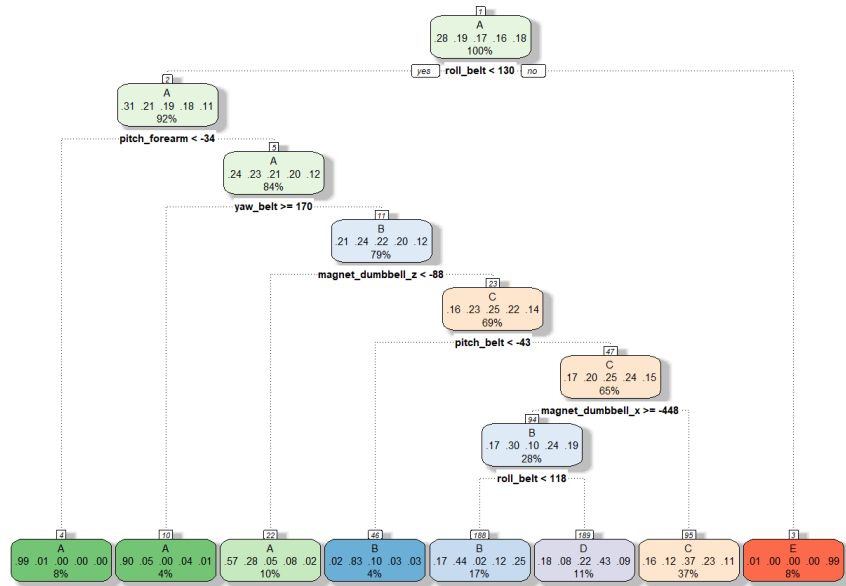 1
A
.28 .19 .17 .16 .18
100%
yes roll_belt < 130 no
2
A
.31 .21 .19 .18 .11
92%
pitch_forearm < -34
5
A
.24 .23 .21 .20 .12
84%
yaw_belt >= 170
11
B
.21 .24 .22 .20 .12
79%
magnet_dumbbell_z < -88
23
C
.16 .23 .25 .22 .14
69%
pitch_belt < -43
47
C
.17 .20 .25 .24 .15
65%
magnet_dumbbell_x >= -448
94
B
.17 .30 .10 .24 .19
28%
roll_belt < 118
4
A
.99 .01 .00 .00 .00
8%
10
A
.90 .05 .00 .04 .01
4%
22
A
.57 .28 .05 .08 .02
10%
46
B
.02 .83 .10 .03 .03
4%
188
B
.17 .44 .02 .12 .25
17%
189
D
.18 .08 .22 .43 .09
11%
95
C
.16 .12 .37 .23 .11
37%
3
E
.01 .00 .00 .00 .99
8%